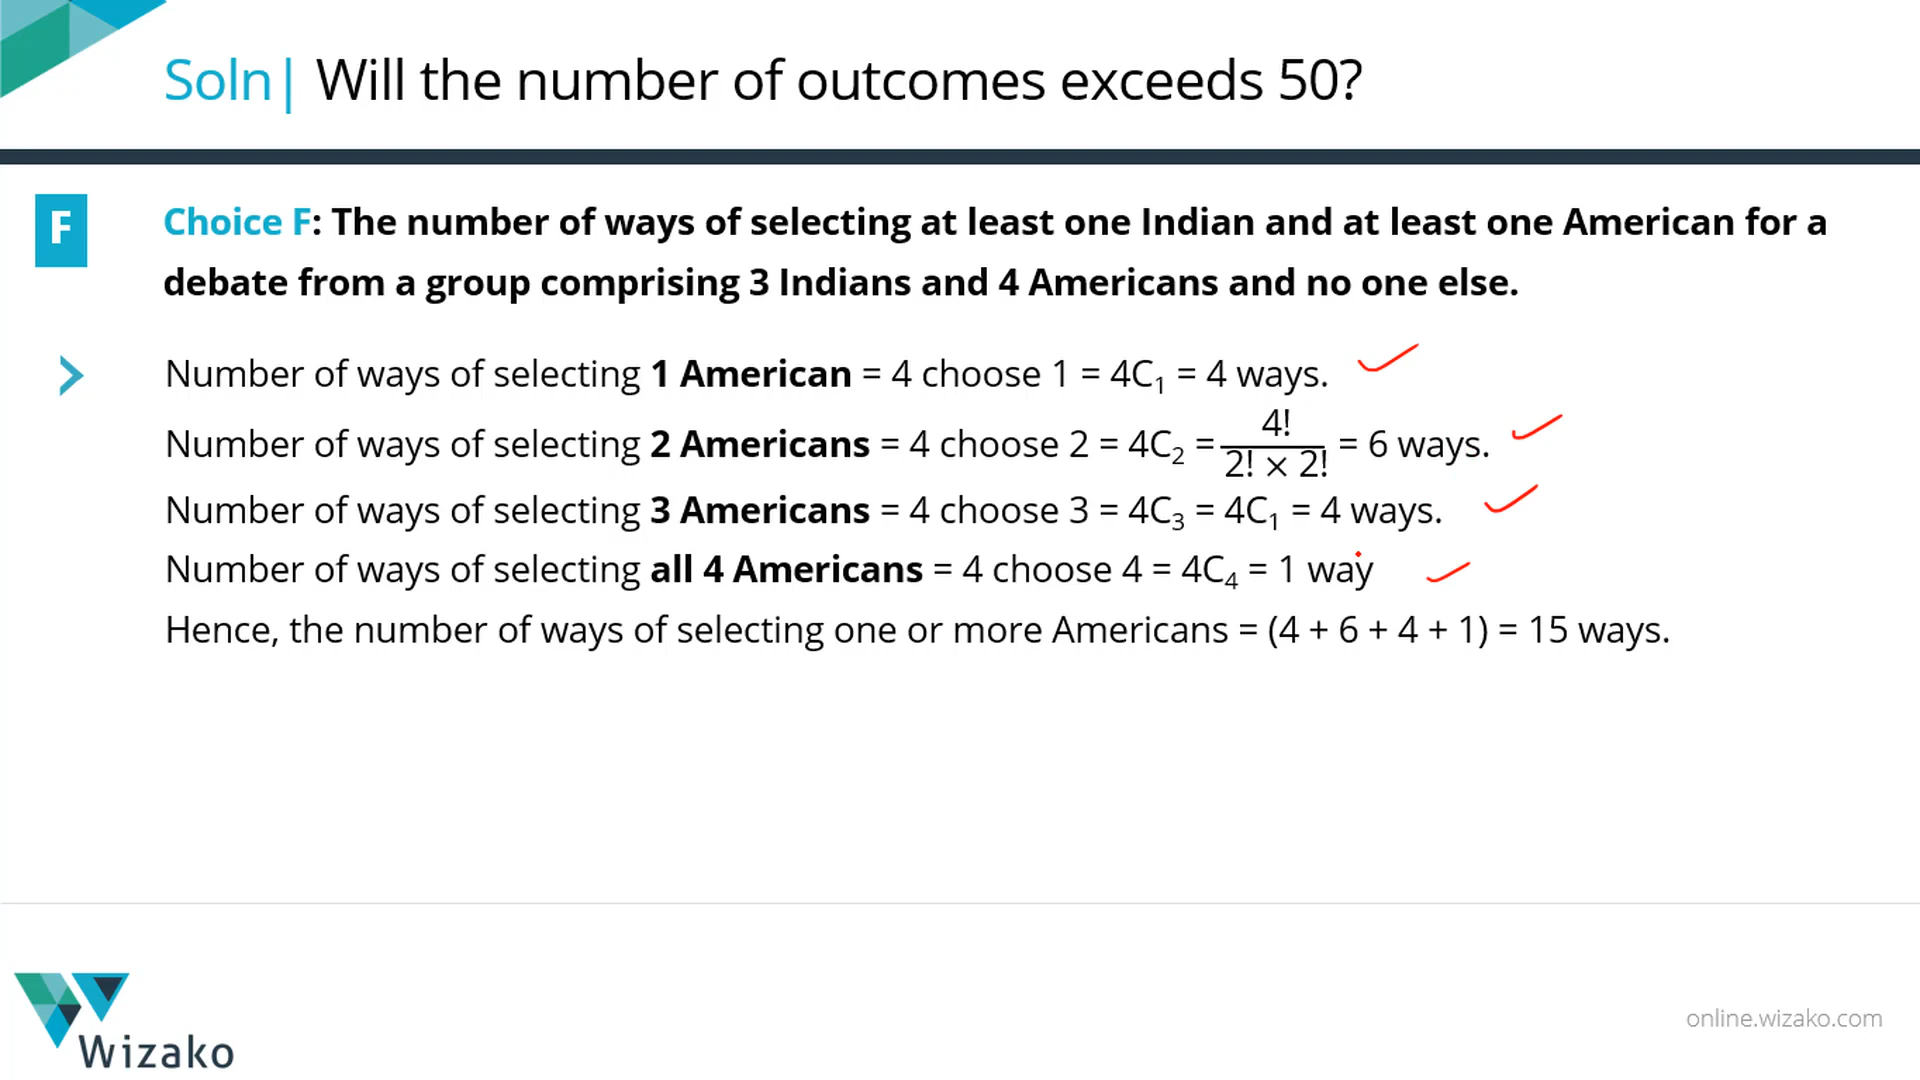 Soln| Will the number of outcomes exceeds 50?
F
Choice F: The number of ways of selecting at least one Indian and at least one American for a
debate from a group comprising 3 Indians and 4 Americans and no one else.
Number of ways of selecting 1 American = 4 choose 1 = 4C₁ = 4 ways.
Number of ways of selecting 2 Americans = 4 choose 2 = 4C₂ = 4! / 2! × 2! = 6 ways.
Number of ways of selecting 3 Americans = 4 choose 3 = 4C₃ = 4C₁ = 4 ways.
Number of ways of selecting all 4 Americans = 4 choose 4 = 4C₄ = 1 way
Hence, the number of ways of selecting one or more Americans = (4 + 6 + 4 + 1) = 15 ways.
Wizako
online.wizako.com